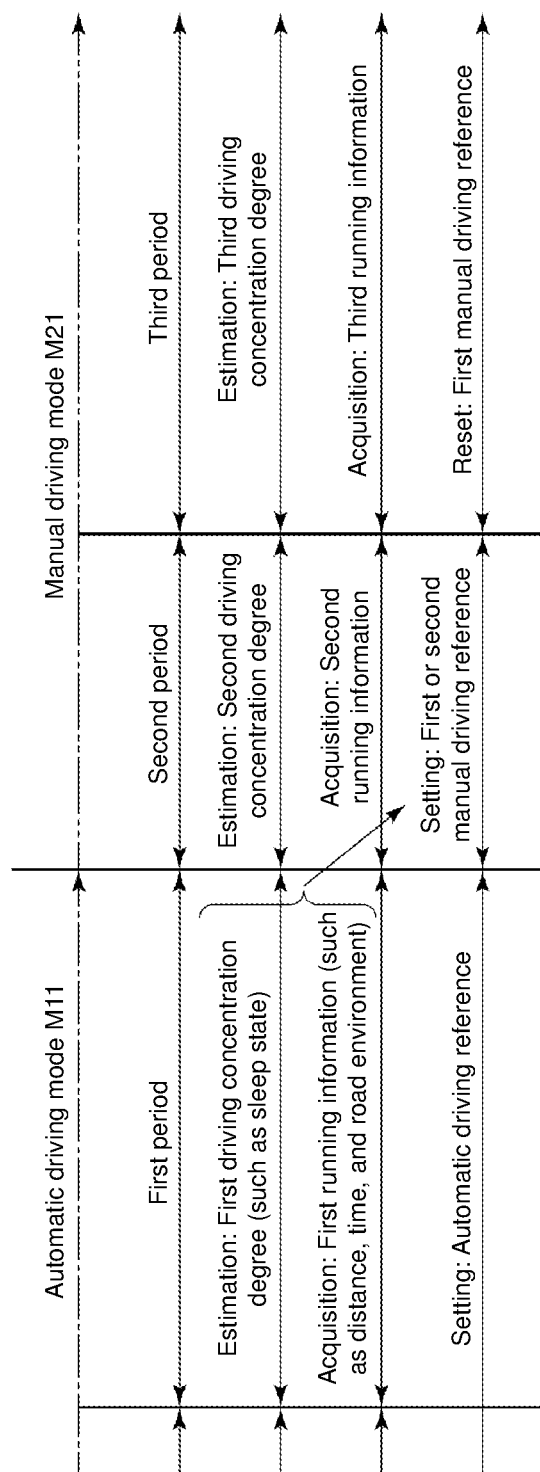 Automatic driving mode M11
Manual driving mode M21
First period
Second period
Third period
Estimation: First driving concentration
degree (such as sleep state)
Estimation: Second driving
concentration degree
Estimation: Third driving
concentration degree
Acquisition: First running information (such
as distance, time, and road environment)
Acquisition: Second
running information
Acquisition: Third running information
Setting: Automatic driving reference
Setting: First or second
manual driving reference
Reset: First manual driving reference